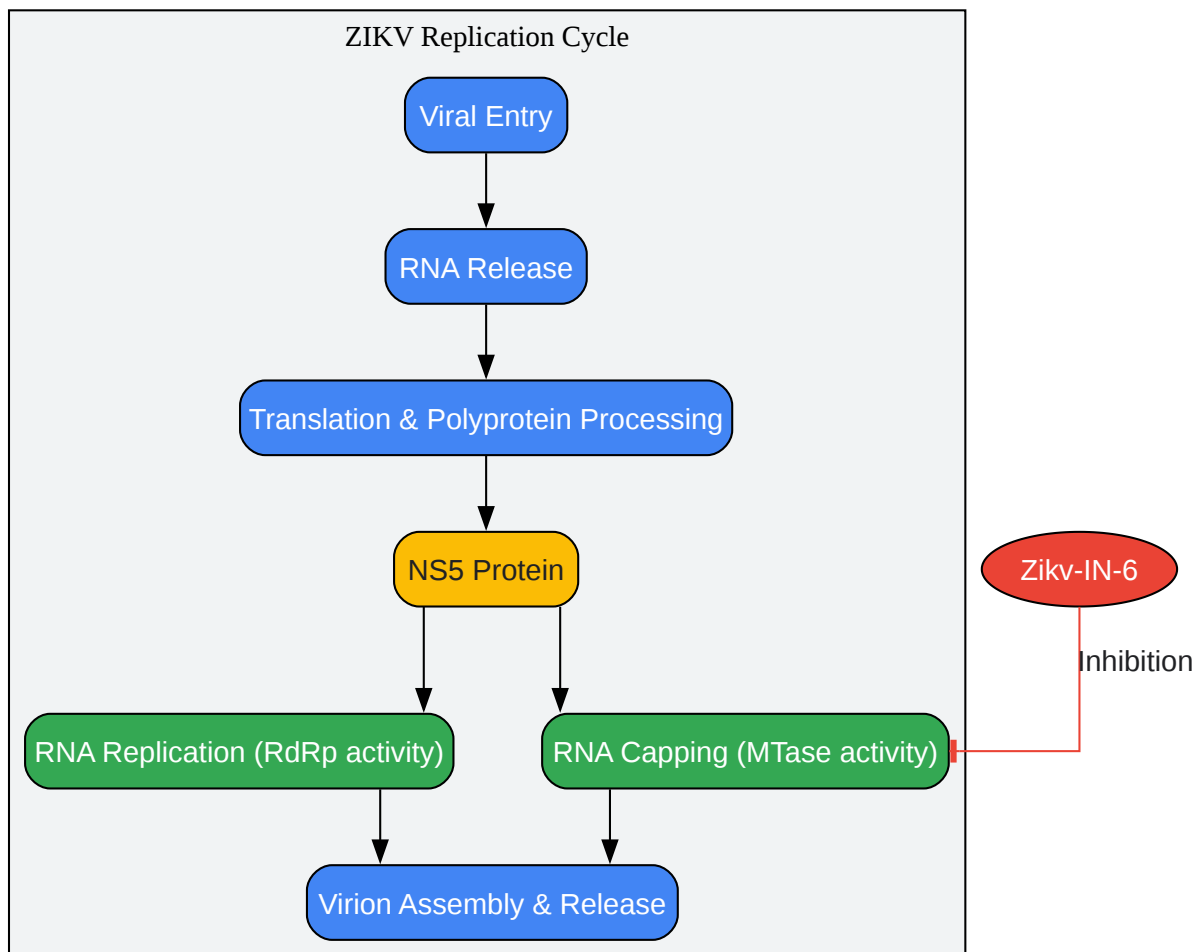 ZIKV Replication Cycle
Viral Entry
RNA Release
Translation & Polyprotein Processing
NS5 Protein
Zikv-IN-6
Inhibition
RNA Replication (RdRp activity)
RNA Capping (MTase activity)
Virion Assembly & Release